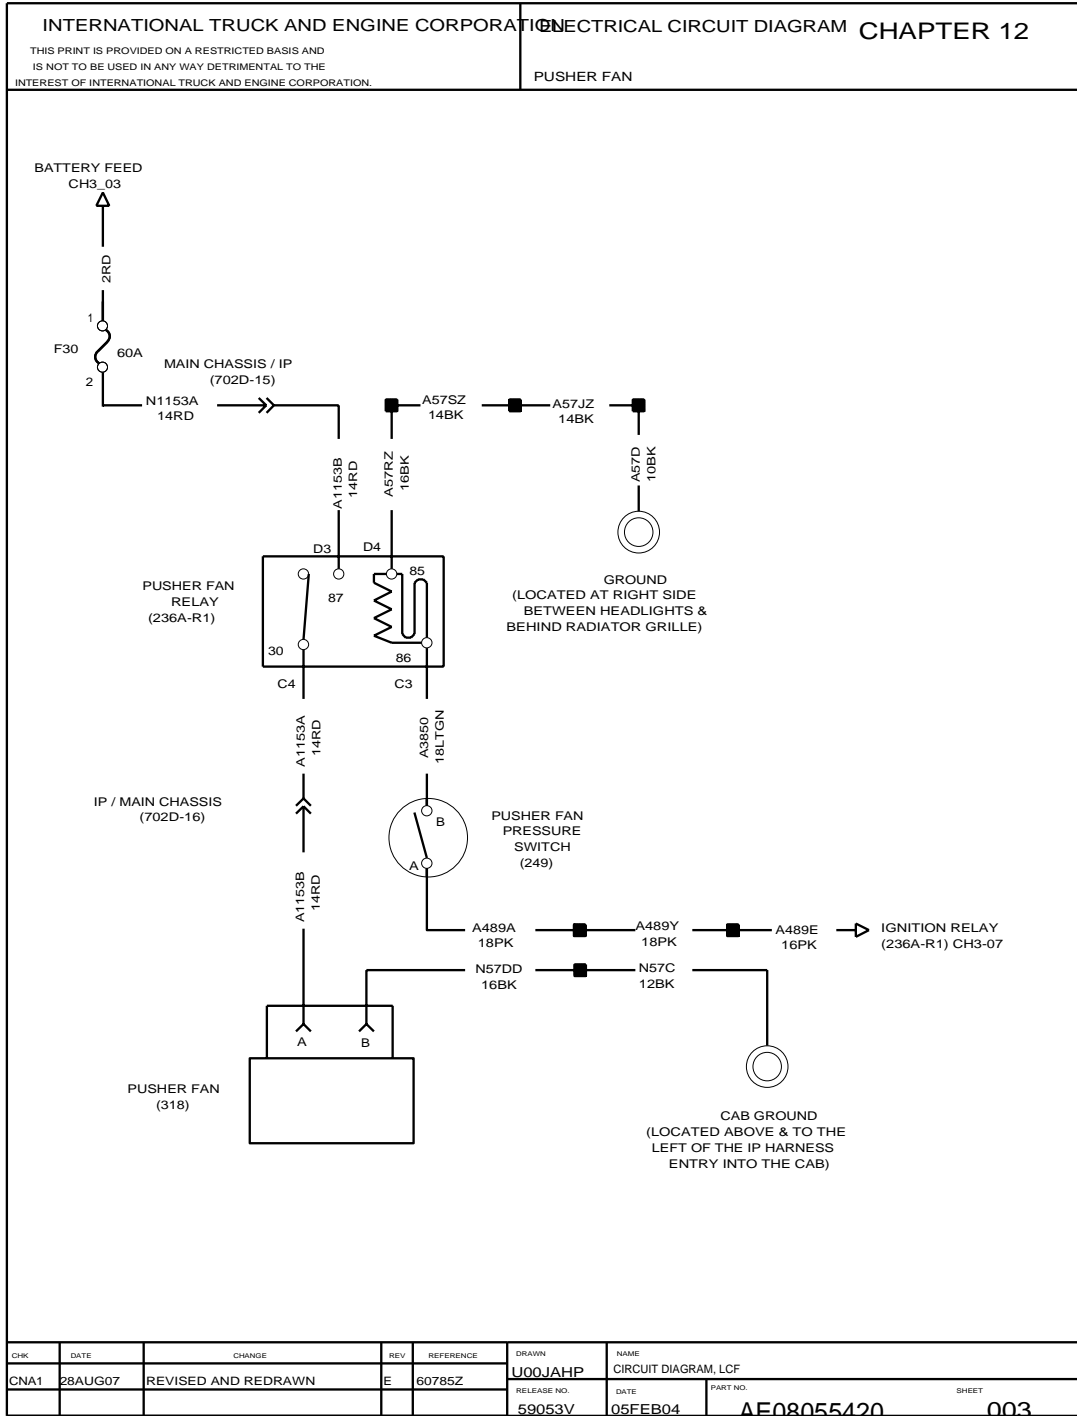 INTERNATIONAL TRUCK AND ENGINE CORPORATION
ELECTRICAL CIRCUIT DIAGRAM CHAPTER 12
THIS PRINT IS PROVIDED ON A RESTRICTED BASIS AND
IS NOT TO BE USED IN ANY WAY DETRIMENTAL TO THE
INTEREST OF INTERNATIONAL TRUCK AND ENGINE CORPORATION.
PUSHER FAN
BATTERY FEED
CH3_03
2RD
1
F30
60A
2
MAIN CHASSIS / IP
(702D-15)
N1153A
14RD
A57SZ
14BK
A57JZ
14BK
A1153B
14RD
A57RZ
16BK
A57D
10BK
D3
D4
PUSHER FAN
RELAY
(236A-R1)
87
85
30
86
C4
C3
GROUND
(LOCATED AT RIGHT SIDE
BETWEEN HEADLIGHTS &
BEHIND RADIATOR GRILLE)
A1153A
14RD
A3850
18LTGN
IP / MAIN CHASSIS
(702D-16)
B
A
PUSHER FAN
PRESSURE
SWITCH
(249)
A1153B
14RD
A489A
18PK
A489Y
18PK
A489E
16PK
IGNITION RELAY
(236A-R1) CH3-07
N57DD
16BK
N57C
12BK
A
B
PUSHER FAN
(318)
CAB GROUND
(LOCATED ABOVE & TO THE
LEFT OF THE IP HARNESS
ENTRY INTO THE CAB)
CHK DATE CHANGE REV REFERENCE
CNA1 28AUG07 REVISED AND REDRAWN E 60785Z
DRAWN
U00JAHP
NAME
CIRCUIT DIAGRAM, LCF
RELEASE NO.
59053V
DATE
05FEB04
PART NO.
AE08055420
SHEET
003